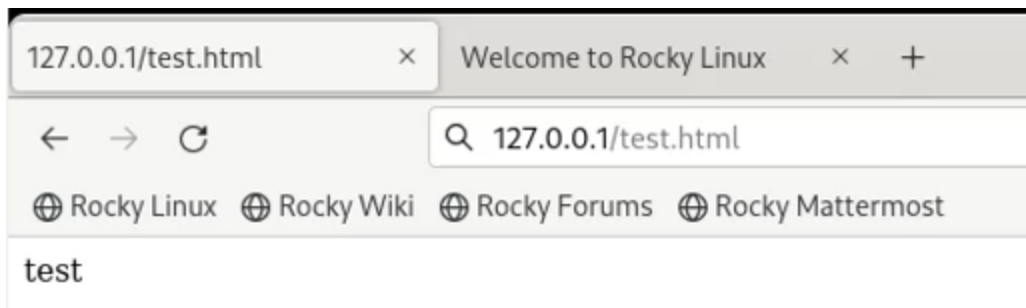 127.0.0.1/test.html Welcome to Rocky Linux
127.0.0.1/test.html
Rocky Linux Rocky Wiki Rocky Forums Rocky Mattermost
test